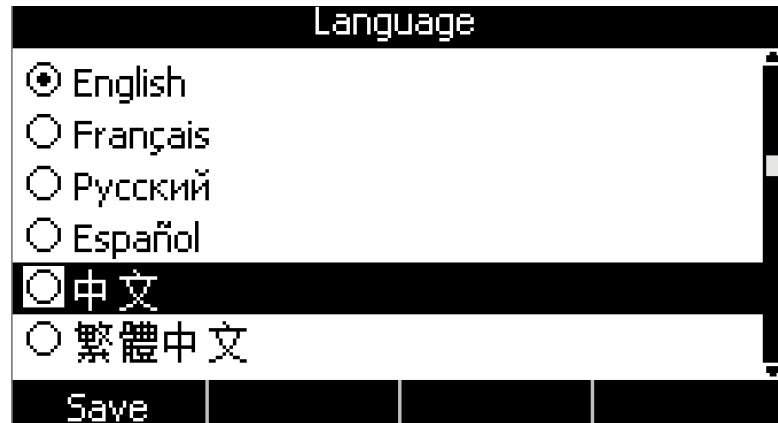 Language
English
Français
Русский
Español
中文
繁體中文
Save